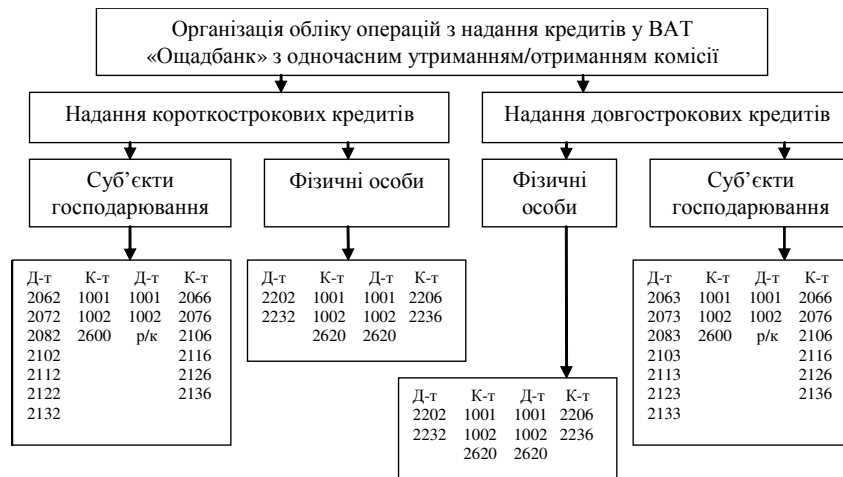 Організація обліку операцій з надання кредитів у ВАТ
«Ощадбанк» з одночасним утриманням/отриманням комісії
Надання короткострокових кредитів
Надання довгострокових кредитів
Суб’єкти
господарювання
Фізичні особи
Фізичні
особи
Суб’єкти
господарювання
Д-т К-т Д-т К-т
2062 1001 1001 2066
2072 1002 1002 2076
2082 2600 р/к 2106
2102 2116
2112 2126
2122 2136
2132
Д-т К-т Д-т К-т
2202 1001 1001 2206
2232 1002 1002 2236
2620 2620
Д-т К-т Д-т К-т
2202 1001 1001 2206
2232 1002 1002 2236
2620 2620
Д-т К-т Д-т К-т
2063 1001 1001 2066
2073 1002 1002 2076
2083 2600 р/к 2106
2103 2116
2113 2126
2123 2136
2133